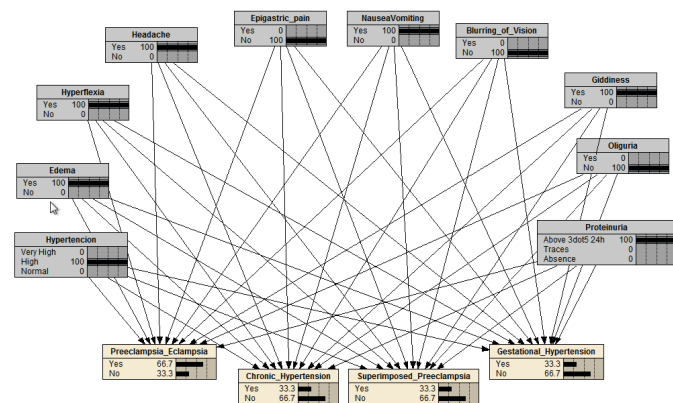 Epigastric_pain
Yes 0
No 100
NauseaVomiting
Yes 100
No 0
Blurring_of_Vision
Yes 0
No 100
Headache
Yes 100
No 0
Giddiness
Yes 100
No 0
Hyperflexia
Yes 100
No 0
Oliguria
Yes 0
No 100
Edema
Yes 100
No 0
Proteinuria
Above 3dot5 24h 100
Traces 0
Absence 0
Hypertencion
Very High 0
High 100
Normal 0
Preeclampsia_Eclampsia
Yes 66.7
No 33.3
Gestational_Hypertension
Yes 33.3
No 66.7
Chronic_Hypertension
Yes 33.3
No 66.7
Superimposed_Preeclampsia
Yes 33.3
No 66.7